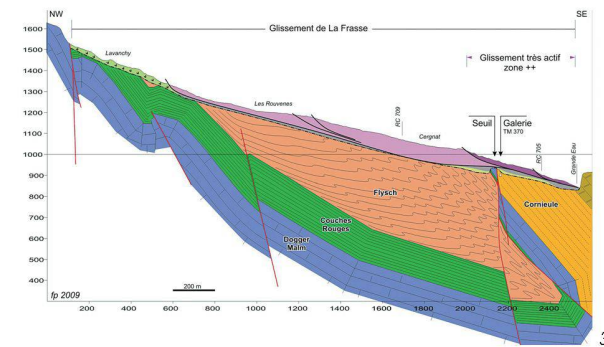 NW
SE
Glissement de La Frasse
Lavanchy
Glissement très actif
zone ++
Les Rouvenes
RC 709
Cergnat
Seuil
Galerie
TM 370
RC 705
Grande Eau
1600
1500
1400
1300
1200
1100
1000
900
800
700
600
500
400
300
Flysch
Cornieule
Couches
Rouges
Dogger
Malm
200 m
fp 2009
200
400
600
800
1000
1200
1400
1600
1800
2000
2200
2400
3